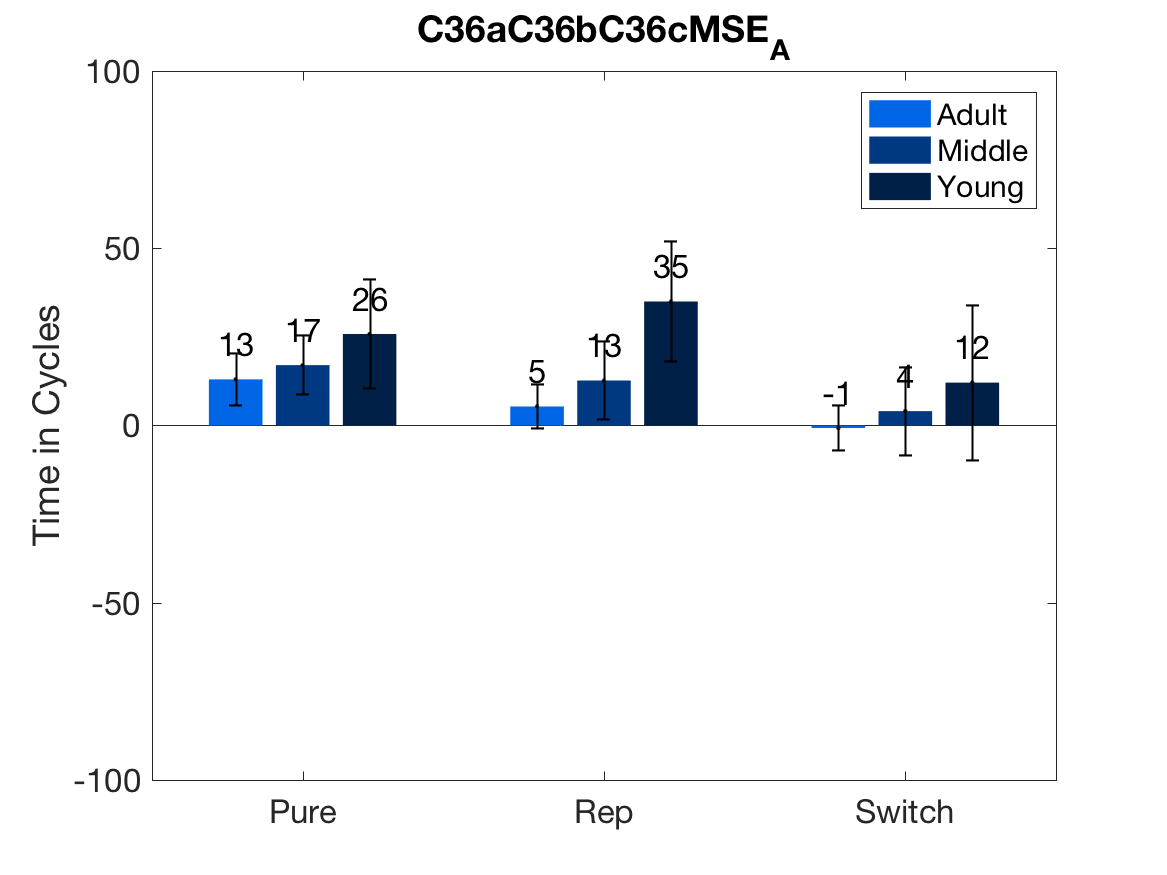 C36aC36bC36cMSE_A
100
50
0
-50
-100
Time in Cycles
Adult
Middle
Young
13
17
26
5
13
35
-1
4
12
Pure
Rep
Switch